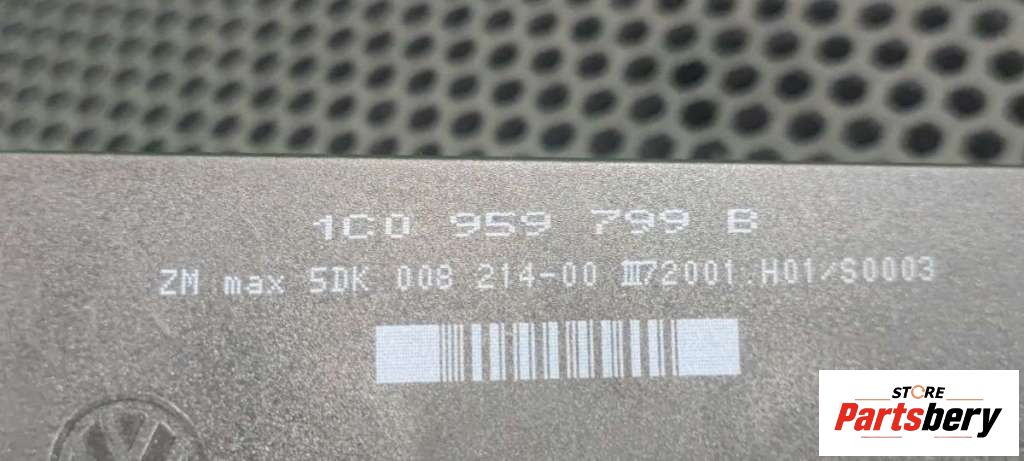 1C0 959 799 B
ZM max 5DK 008 214-00 III72001.H01/S0003
STORE
Partsbery